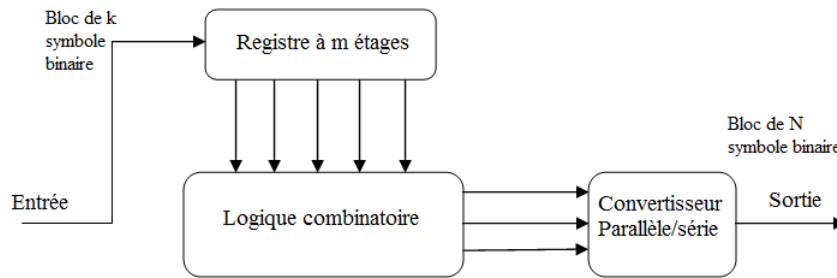 Bloc de k
symbole
binaire
Registre à m étages
Bloc de N
symbole binaire
Entrée
Logique combinatoire
Convertisseur
Parallèle/série
Sortie